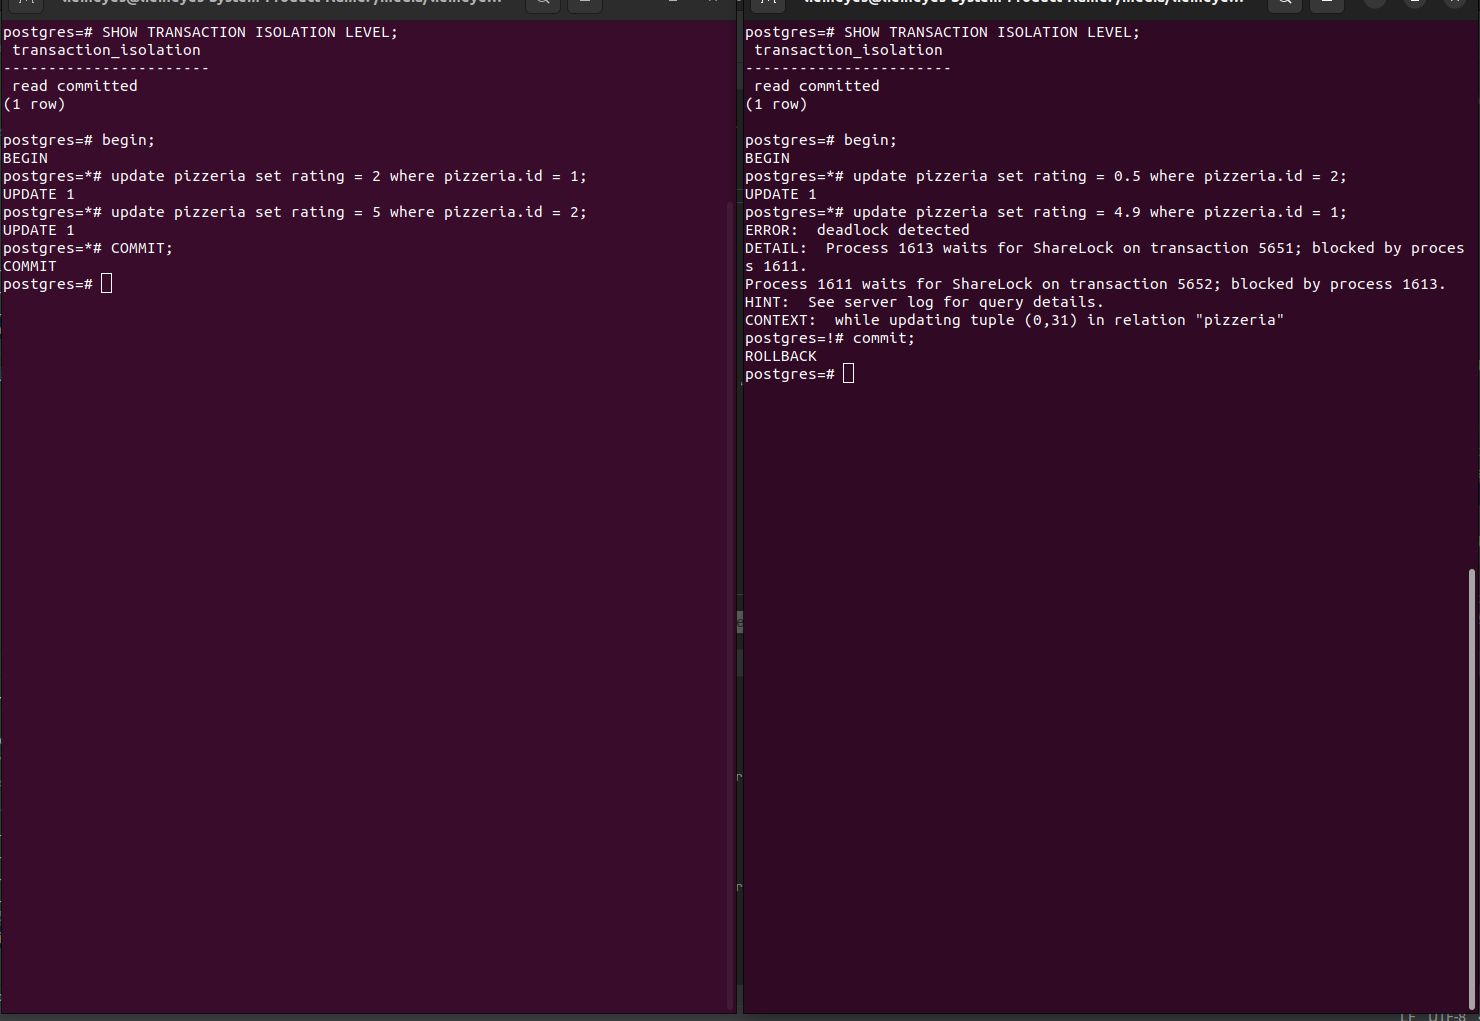 postgres=# SHOW TRANSACTION ISOLATION LEVEL;
 transaction_isolation
-----------------------
 read committed
(1 row)

postgres=# begin;
BEGIN
postgres=*# update pizzeria set rating = 2 where pizzeria.id = 1;
UPDATE 1
postgres=*# update pizzeria set rating = 5 where pizzeria.id = 2;
UPDATE 1
postgres=*# COMMIT;
COMMIT
postgres=#

postgres=# SHOW TRANSACTION ISOLATION LEVEL;
 transaction_isolation
-----------------------
 read committed
(1 row)

postgres=# begin;
BEGIN
postgres=*# update pizzeria set rating = 0.5 where pizzeria.id = 2;
UPDATE 1
postgres=*# update pizzeria set rating = 4.9 where pizzeria.id = 1;
ERROR:  deadlock detected
DETAIL:  Process 1613 waits for ShareLock on transaction 5651; blocked by proces
s 1611.
Process 1611 waits for ShareLock on transaction 5652; blocked by process 1613.
HINT:  See server log for query details.
CONTEXT:  while updating tuple (0,31) in relation "pizzeria"
postgres=!# commit;
ROLLBACK
postgres=#
LF UTF-8